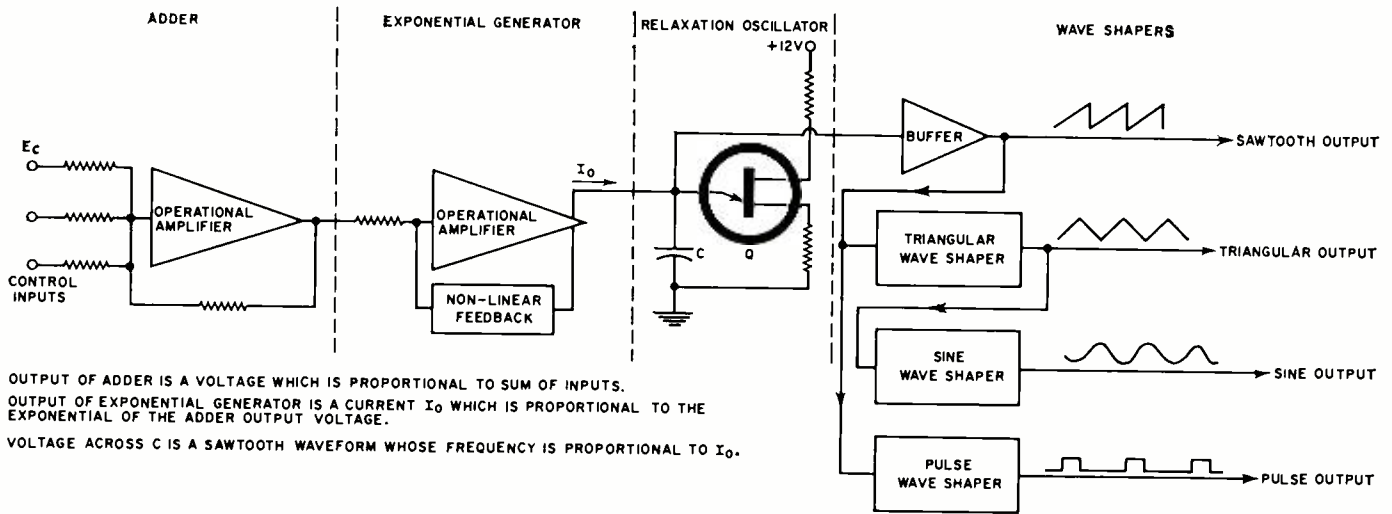 ADDER
EXPONENTIAL GENERATOR
RELAXATION OSCILLATOR
WAVE SHAPERS
+12V
Ec
CONTROL
INPUTS
OPERATIONAL
AMPLIFIER
OPERATIONAL
AMPLIFIER
NON-LINEAR
FEEDBACK
Io
C
Q
BUFFER
SAWTOOTH OUTPUT
TRIANGULAR
WAVE SHAPER
TRIANGULAR OUTPUT
SINE
WAVE SHAPER
SINE OUTPUT
PULSE
WAVE SHAPER
PULSE OUTPUT
OUTPUT OF ADDER IS A VOLTAGE WHICH IS PROPORTIONAL TO SUM OF INPUTS.
OUTPUT OF EXPONENTIAL GENERATOR IS A CURRENT Io WHICH IS PROPORTIONAL TO THE
EXPONENTIAL OF THE ADDER OUTPUT VOLTAGE.
VOLTAGE ACROSS C IS A SAWTOOTH WAVEFORM WHOSE FREQUENCY IS PROPORTIONAL TO Io.